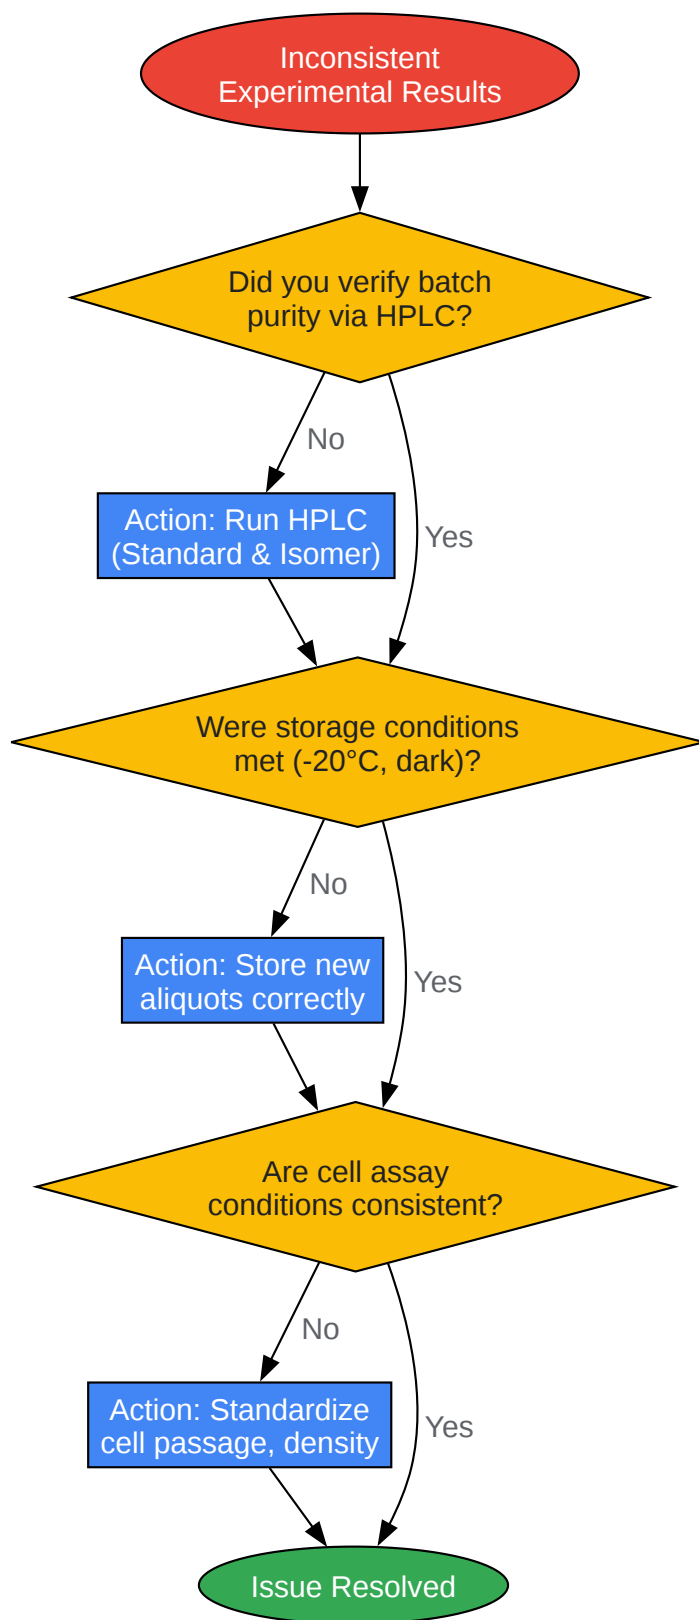 Inconsistent
Experimental Results
Did you verify batch
purity via HPLC?
No
Action: Run HPLC
(Standard & Isomer)
Yes
Were storage conditions
met (-20°C, dark)?
No
Action: Store new
aliquots correctly
Yes
Are cell assay
conditions consistent?
No
Action: Standardize
cell passage, density
Yes
Issue Resolved